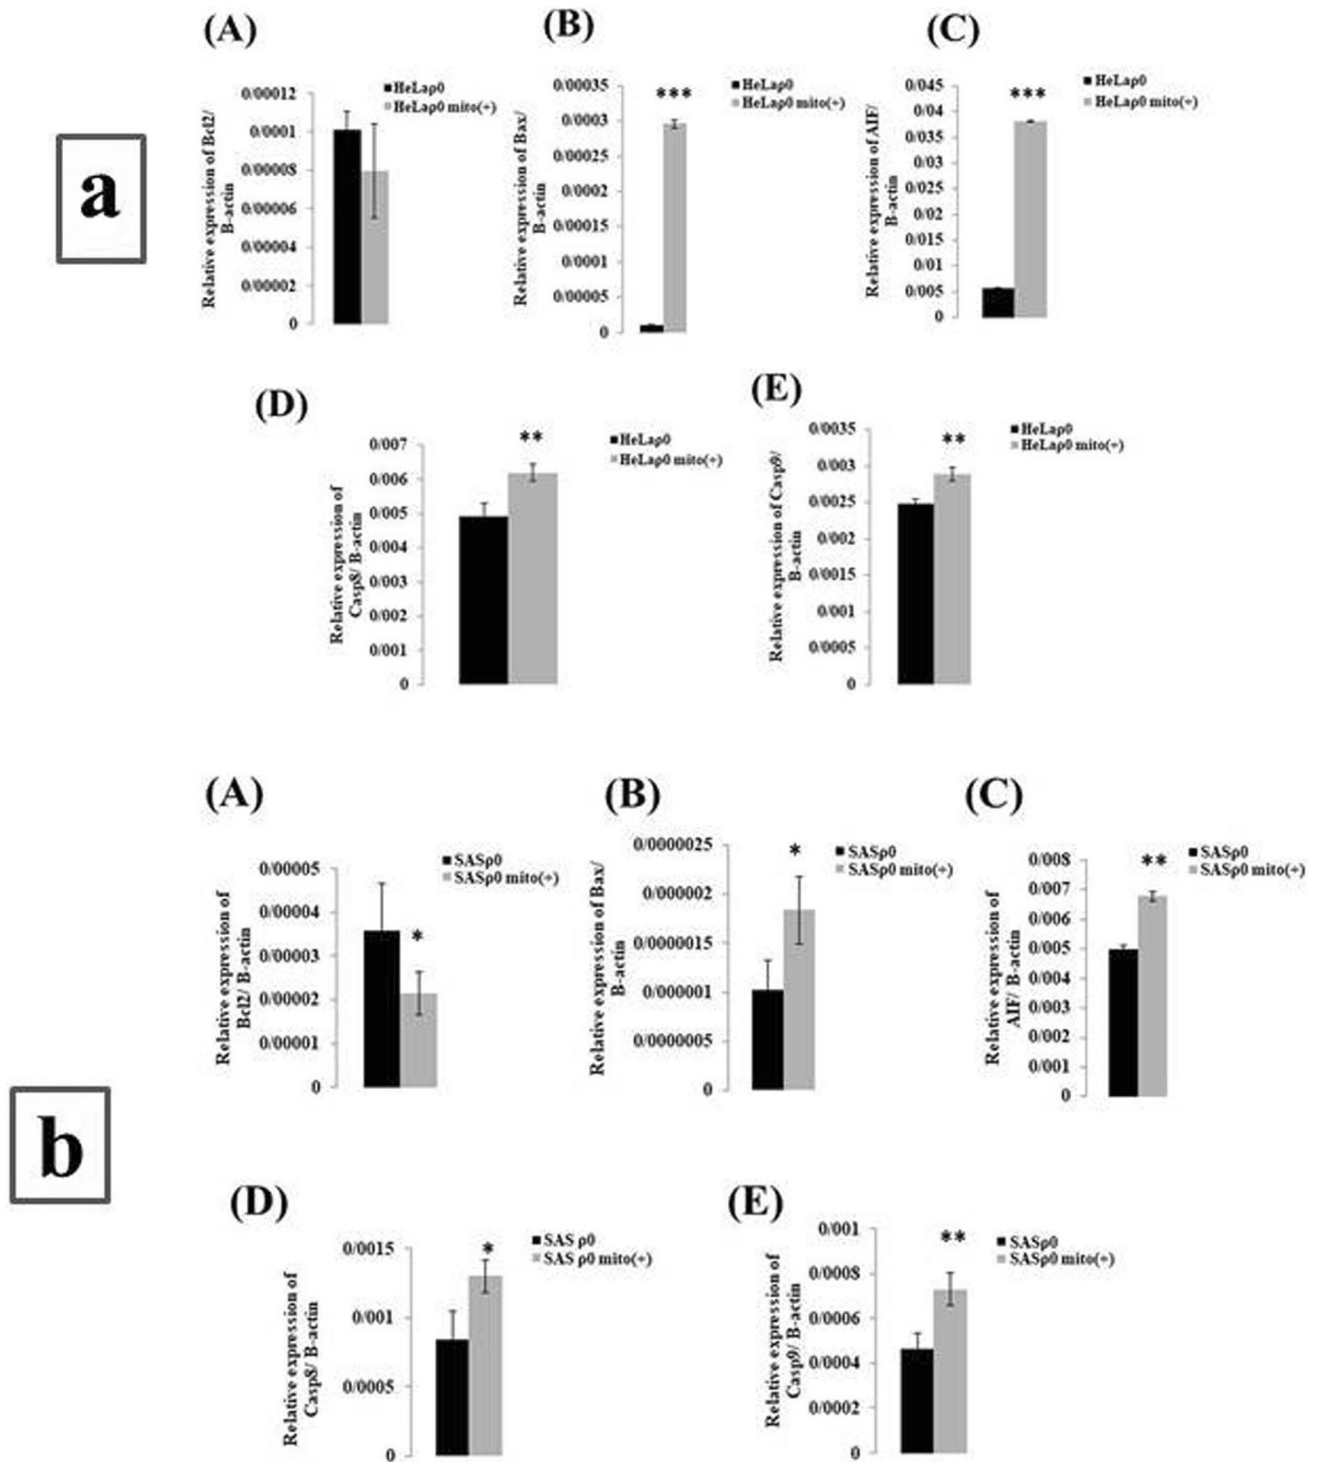 a
(A)
Relative expression of Bcl2/
B-actin
0/00012
0/0001
0/00008
0/00006
0/00004
0/00002
0
HeLaρ0
HeLaρ0 mito(+)
(B)
Relative expression of Bax/
B-actin
0/00035
0/0003
0/00025
0/0002
0/00015
0/0001
0/00005
0
***
HeLaρ0
HeLaρ0 mito(+)
(C)
Relative expression of AIF/
B-actin
0/045
0/04
0/035
0/03
0/025
0/02
0/015
0/01
0/005
0
***
HeLaρ0
HeLaρ0 mito(+)
(D)
Relative expression of
Casp8/ B-actin
0/007
0/006
0/005
0/004
0/003
0/002
0/001
0
**
HeLaρ0
HeLaρ0 mito(+)
(E)
Relative expression of Casp9/
B-actin
0/0035
0/003
0/0025
0/002
0/0015
0/001
0/0005
0
**
HeLaρ0
HeLaρ0 mito(+)
b
(A)
Relative expression of
Bcl2/ B-actin
0/00005
0/00004
0/00003
0/00002
0/00001
0
*
SASρ0
SASρ0 mito(+)
(B)
Relative expression of Bax/
B-actin
0/0000025
0/000002
0/0000015
0/000001
0/0000005
0
*
SASρ0
SASρ0 mito(+)
(C)
Relative expression of
AIF/ B-actin
0/008
0/007
0/006
0/005
0/004
0/003
0/002
0/001
0
**
SASρ0
SASρ0 mito(+)
(D)
Relative expression of
Casp8/ B-actin
0/0015
0/001
0/0005
0
*
SAS ρ0
SAS ρ0 mito(+)
(E)
Relative expression of
Casp9/ B-actin
0/001
0/0008
0/0006
0/0004
0/0002
0
**
SASρ0
SASρ0 mito(+)